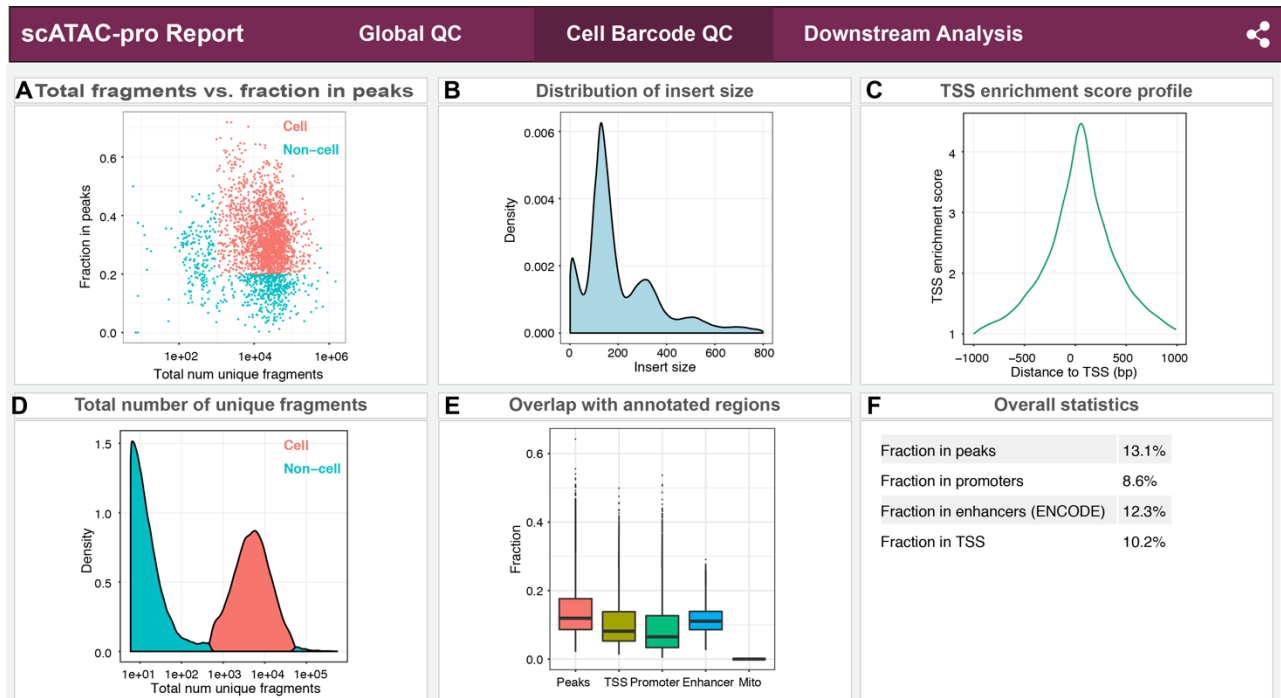 scATAC-pro Report
Global QC
Cell Barcode QC
Downstream Analysis
A Total fragments vs. fraction in peaks
Cell
Non-cell
0.6
0.4
0.2
0.0
Fraction in peaks
1e+02 1e+04 1e+06
Total num unique fragments
B Distribution of insert size
0.006
0.004
0.002
0.000
Density
0 200 400 600 800
Insert size
C TSS enrichment score profile
4
3
2
1
TSS enrichment score
−1000 −500 0 500 1000
Distance to TSS (bp)
D Total number of unique fragments
Cell
Non-cell
1.5
1.0
0.5
0.0
Density
1e+01 1e+02 1e+03 1e+04 1e+05
Total num unique fragments
E Overlap with annotated regions
0.6
0.4
0.2
0.0
Fraction
Peaks TSS Promoter Enhancer Mito
F Overall statistics
Fraction in peaks 13.1%
Fraction in promoters 8.6%
Fraction in enhancers (ENCODE) 12.3%
Fraction in TSS 10.2%